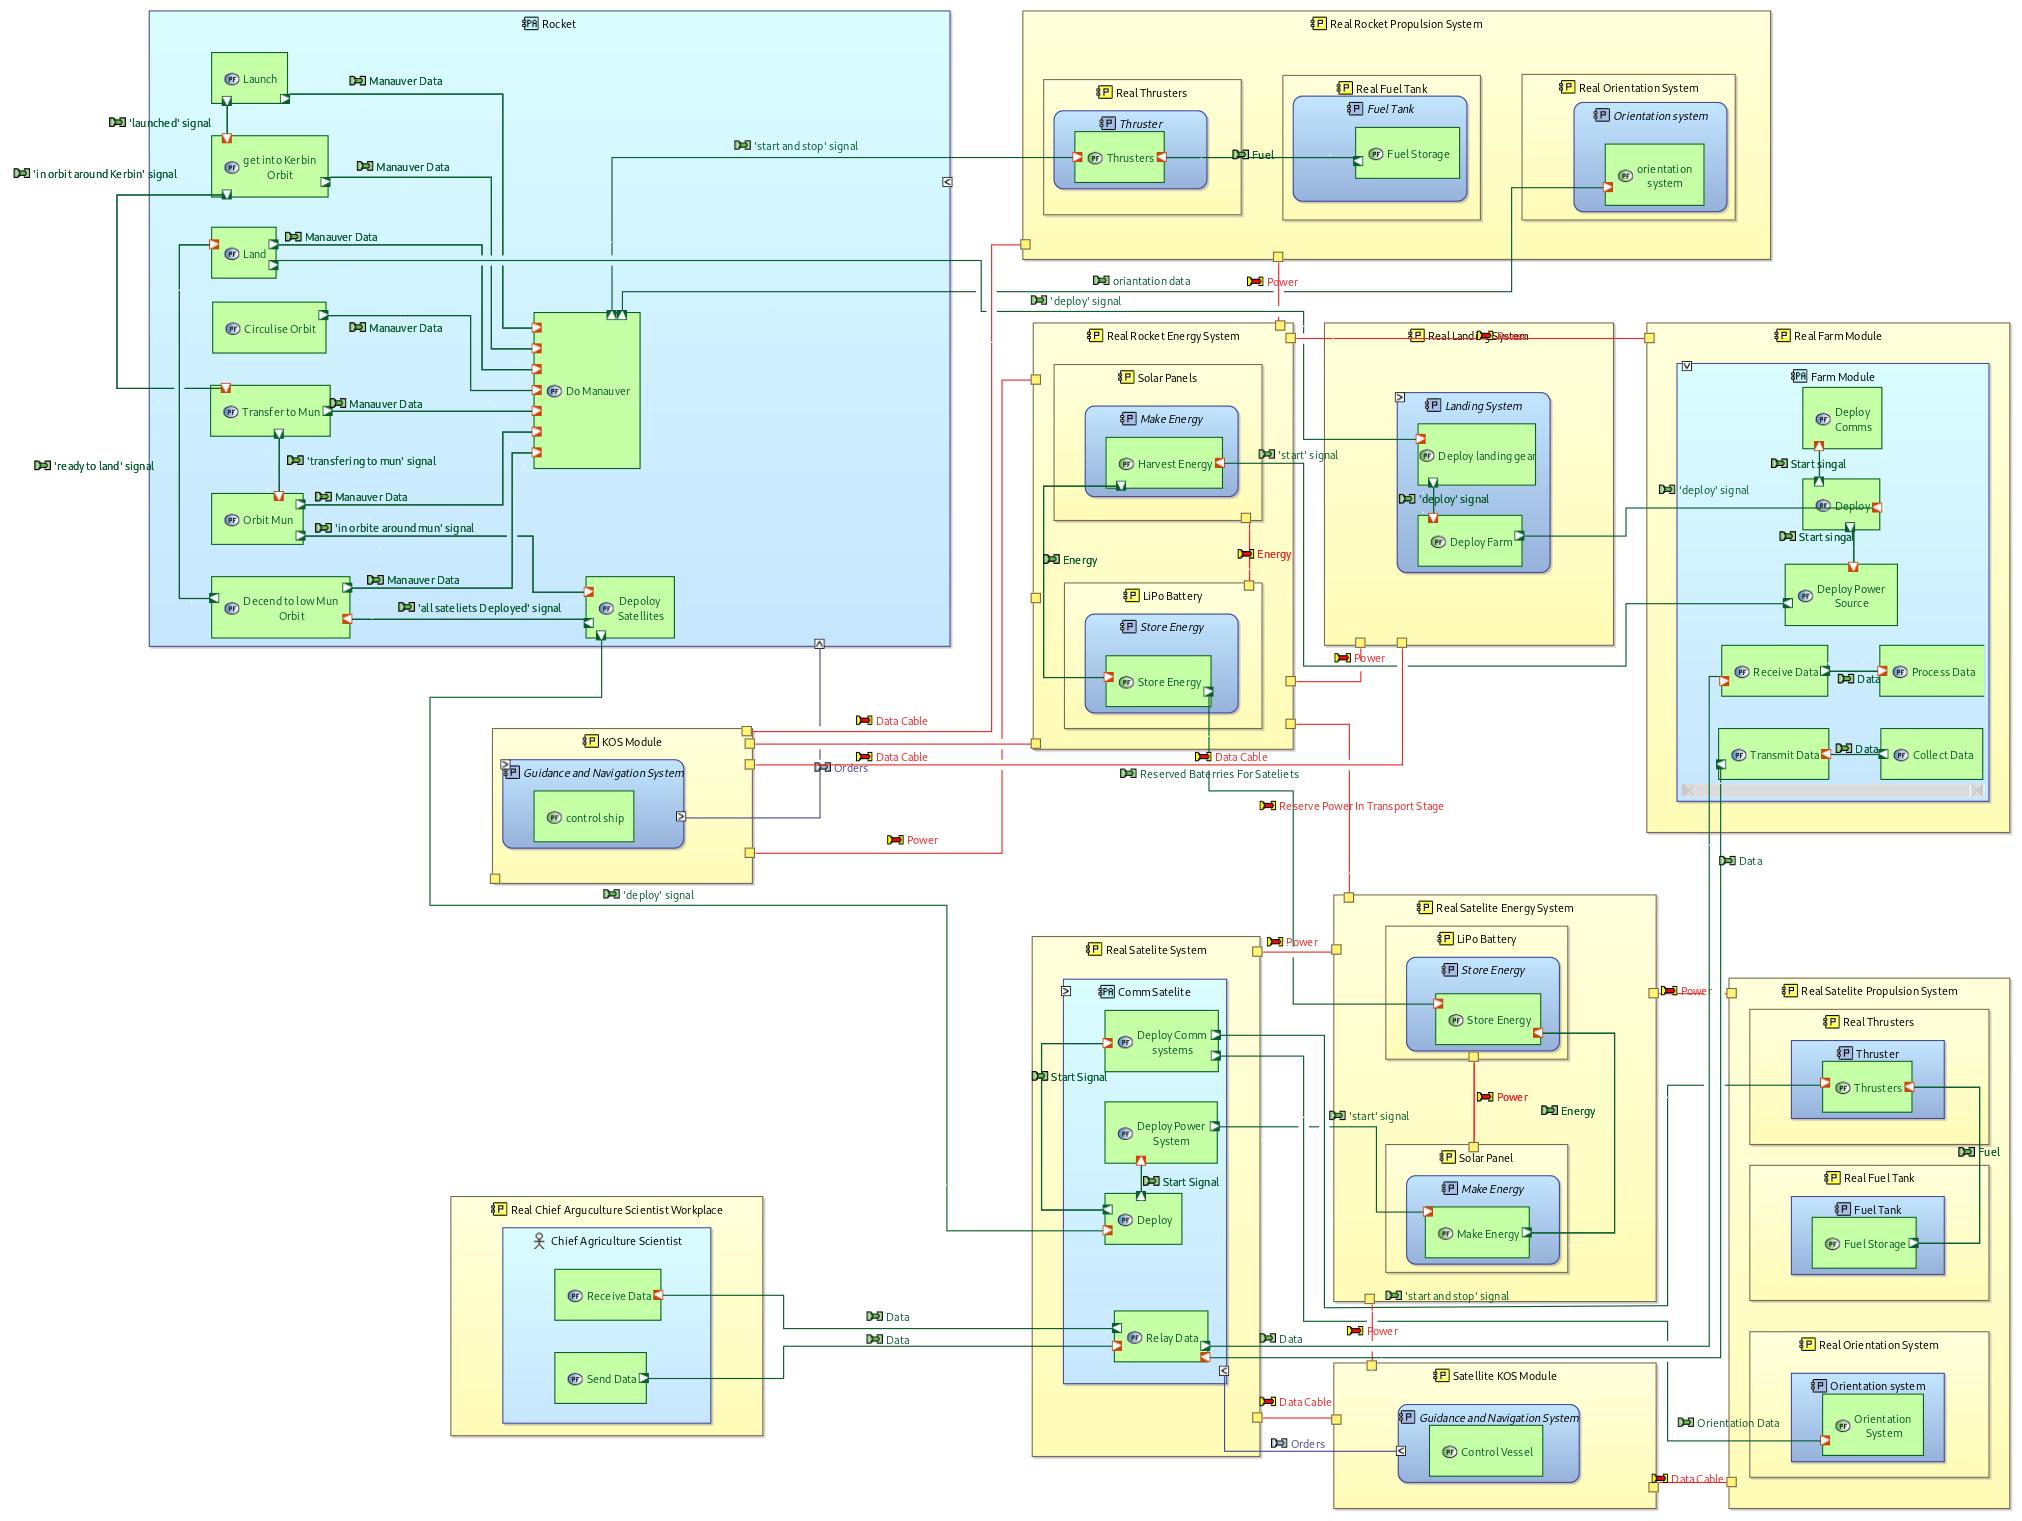 Rocket
Launch
Manauver Data
'launched' signal
get into Kerbin
Orbit
Manauver Data
'in orbit around Kerbin' signal
Land
Manauver Data
Circulise Orbit
Manauver Data
Do Manauver
Transfer to Mun
Manauver Data
'transfering to mun' signal
'ready to land' signal
Orbit Mun
Manauver Data
'in orbite around mun' signal
Decend to low Mun
Orbit
Manauver Data
'all sateliets Deployed' signal
Depoloy
Satellites
'start and stop' signal
Real Rocket Propulsion System
Real Thrusters
Thruster
Thrusters
Fuel
Real Fuel Tank
Fuel Tank
Fuel Storage
Real Orientation System
Orientation system
orientation
system
oriantation data
Power
'deploy' signal
Real Rocket Energy System
Solar Panels
Make Energy
Harvest Energy
'start' signal
Energy
Energy
LiPo Battery
Store Energy
Store Energy
Real Landing System
Power
Landing System
Deploy landing gear
'deploy' signal
Deploy Farm
Power
Real Farm Module
Farm Module
Deploy
Comms
Start singal
'deploy' signal
Deploy
Start singal
Deploy Power
Source
Receive Data
Data
Process Data
Transmit Data
Data
Collect Data
Data
KOS Module
Guidance and Navigation System
control ship
Data Cable
Data Cable
Orders
Data Cable
Reserved Baterries For Sateliets
Reserve Power In Transport Stage
Power
'deploy' signal
Real Satelite System
Power
Comm Satelite
Deploy Comm
systems
Start Signal
Deploy Power
System
Start Signal
Deploy
Relay Data
Data
Real Satelite Energy System
LiPo Battery
Store Energy
Store Energy
Power
Energy
'start' signal
Solar Panel
Make Energy
Make Energy
'start and stop' signal
Power
Power
Real Satelite Propulsion System
Real Thrusters
Thruster
Thrusters
Fuel
Real Fuel Tank
Fuel Tank
Fuel Storage
Real Orientation System
Orientation system
Orientation
System
Orientation Data
Data Cable
Real Chief Arguculture Scientist Workplace
Chief Agriculture Scientist
Receive Data
Send Data
Data
Data
Data Cable
Orders
Satellite KOS Module
Guidance and Navigation System
Control Vessel